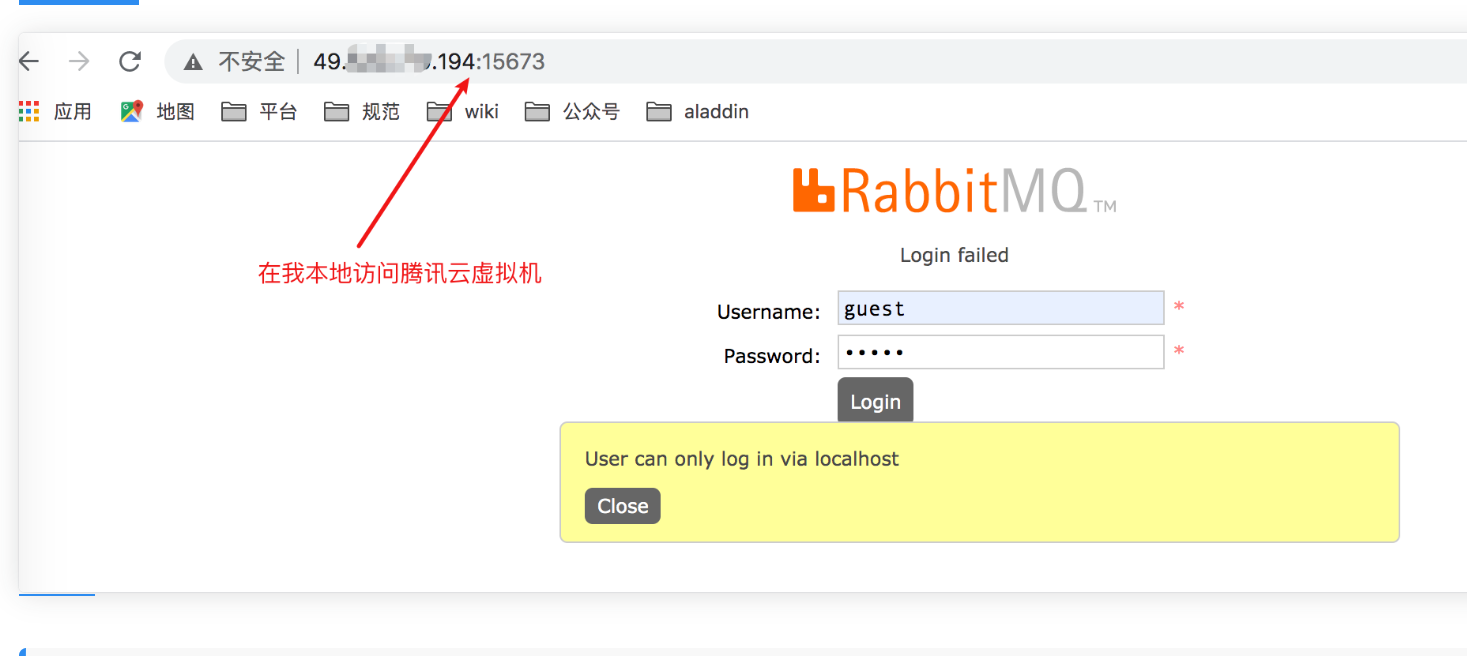 不安全 49. .194:15673
应用 地图 平台 规范 wiki 公众号 aladdin
RabbitMQ TM
在我本地访问腾讯云虚拟机
Login failed
Username: guest *
Password: ••••• *
Login
User can only log in via localhost
Close